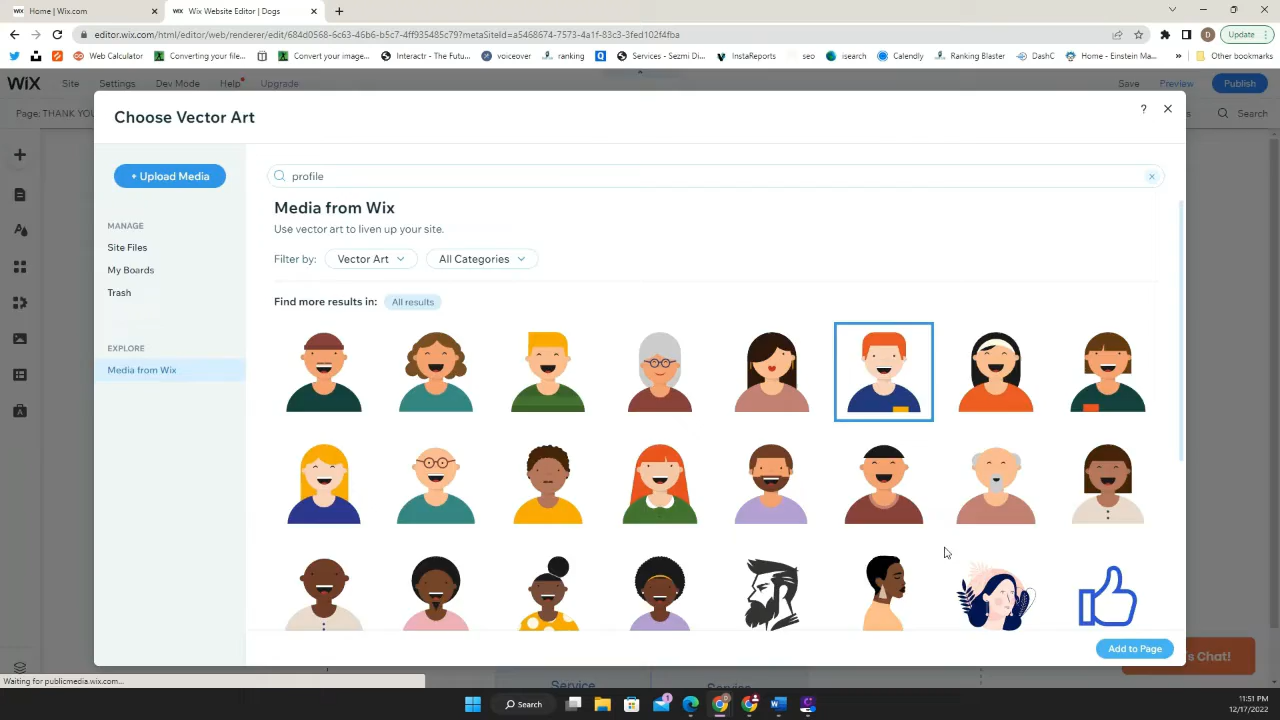 Home | Wix.com
WIX Wix Website Editor | Dogs
editor.wix.com/html/editor/web/renderer/edit/684d0568-6c63-46b6-b5c7-4ff935485c79?metaSiteId=a5468674-7573-4a1f-83c3-3fed102f4fba
Update
Web Calculator
Converting your file...
Convert your image...
Interactr - The Futu...
voiceover
ranking
Q
Services - Sezmi DI...
InstaReports
seo
isearch
Calendly
Ranking Blaster
DashC
Home - Einstein Ma...
Other bookmarks
WIX
Site
Settings
Dev Mode
Help
Upgrade
Save
Preview
Publish
Page: THANK YOU
Search
Choose Vector Art
?
+ Upload Media
profile
MANAGE
Site Files
My Boards
Trash
EXPLORE
Media from Wix
Media from Wix
Use vector art to liven up your site.
Filter by:
Vector Art
All Categories
Find more results in:
All results
Add to Page
s Chat!
Waiting for publicmedia.wix.com...
Service
Service
Search
11:51 PM
12/17/2022